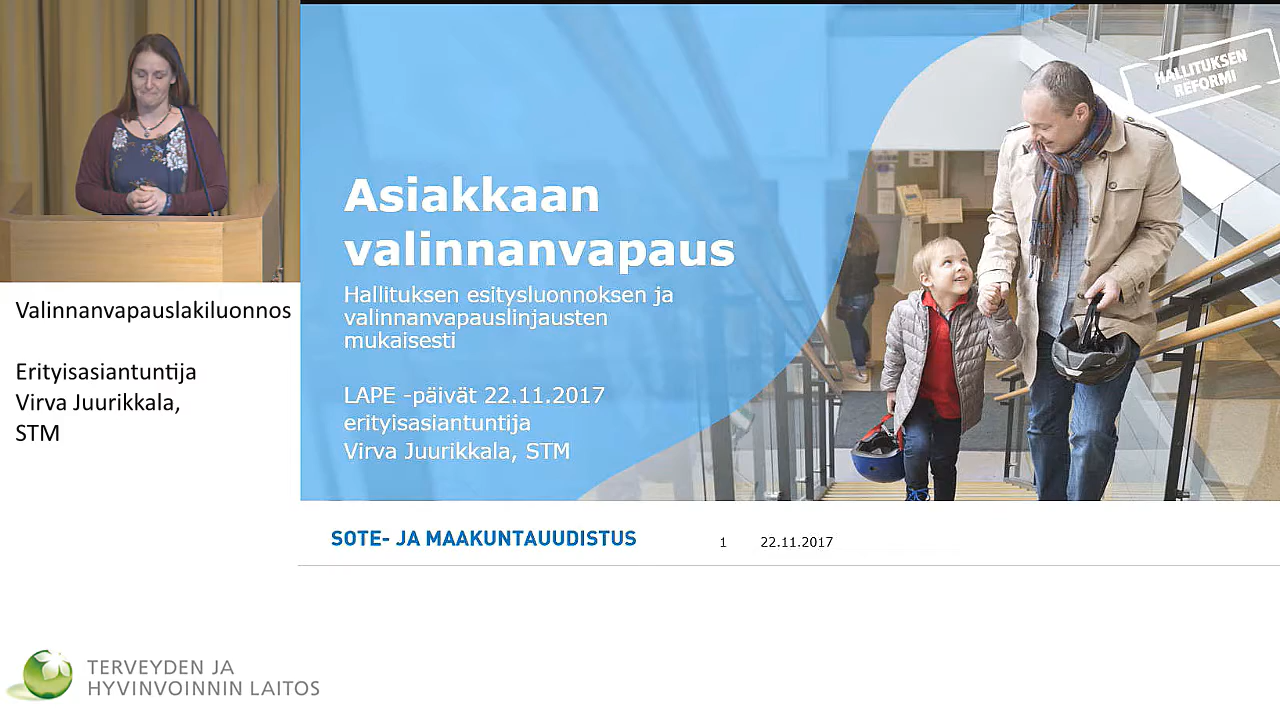 Valinnanvapauslakiluonnos
Erityisasiantuntija
Virva Juurikkala,
STM
HALLITUKSEN
REFORMI
Asiakkaan
valinnanvapaus
Hallituksen esitysluonnoksen ja
valinnanvapauslinjausten
mukaisesti
LAPE -päivät 22.11.2017
erityisasiantuntija
Virva Juurikkala, STM
SOTE- JA MAAKUNTAUUDISTUS
1 22.11.2017
TERVEYDEN JA
HYVINVOINNIN LAITOS